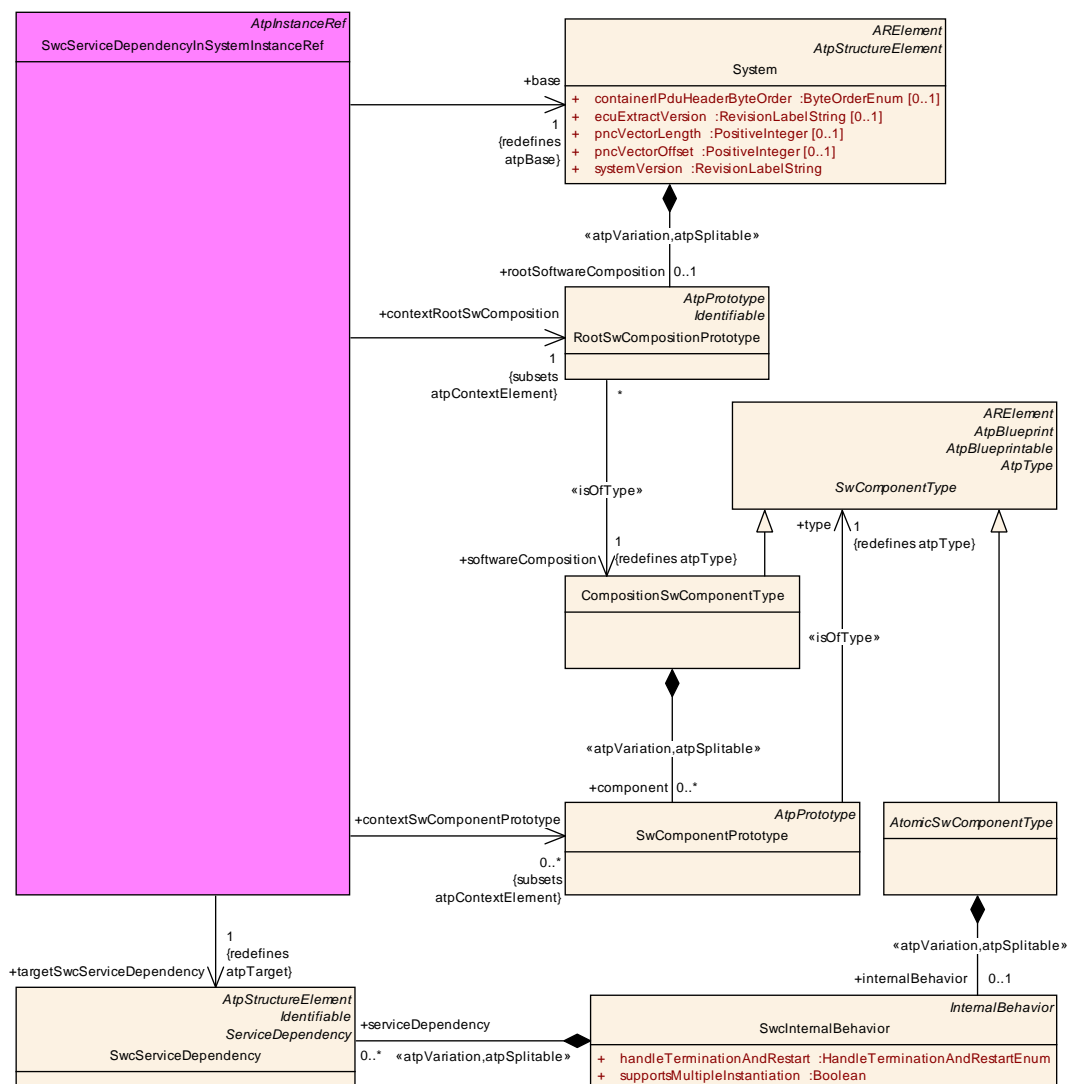 AtpInstanceRef
SwcServiceDependencyInSystemInstanceRef
ARElement
AtpStructureElement
System
+ containerIPduHeaderByteOrder :ByteOrderEnum [0..1]
+ ecuExtractVersion :RevisionLabelString [0..1]
+ pncVectorLength :PositiveInteger [0..1]
+ pncVectorOffset :PositiveInteger [0..1]
+ systemVersion :RevisionLabelString
+base
1
{redefines
atpBase}
«atpVariation,atpSplitable»
+rootSoftwareComposition 0..1
AtpPrototype
Identifiable
RootSwCompositionPrototype
+contextRootSwComposition
1
{subsets
atpContextElement}
*
«isOfType»
1
+softwareComposition {redefines atpType}
ARElement
AtpBlueprint
AtpBlueprintable
AtpType
SwComponentType
+type 1
{redefines atpType}
CompositionSwComponentType
«isOfType»
«atpVariation,atpSplitable»
+component 0..*
AtpPrototype
SwComponentPrototype
+contextSwComponentPrototype
0..*
{subsets
atpContextElement}
AtomicSwComponentType
«atpVariation,atpSplitable»
+internalBehavior 0..1
1
{redefines
+targetSwcServiceDependency atpTarget}
AtpStructureElement
Identifiable
ServiceDependency
SwcServiceDependency
+serviceDependency
0..* «atpVariation,atpSplitable»
InternalBehavior
SwcInternalBehavior
+ handleTerminationAndRestart :HandleTerminationAndRestartEnum
+ supportsMultipleInstantiation :Boolean